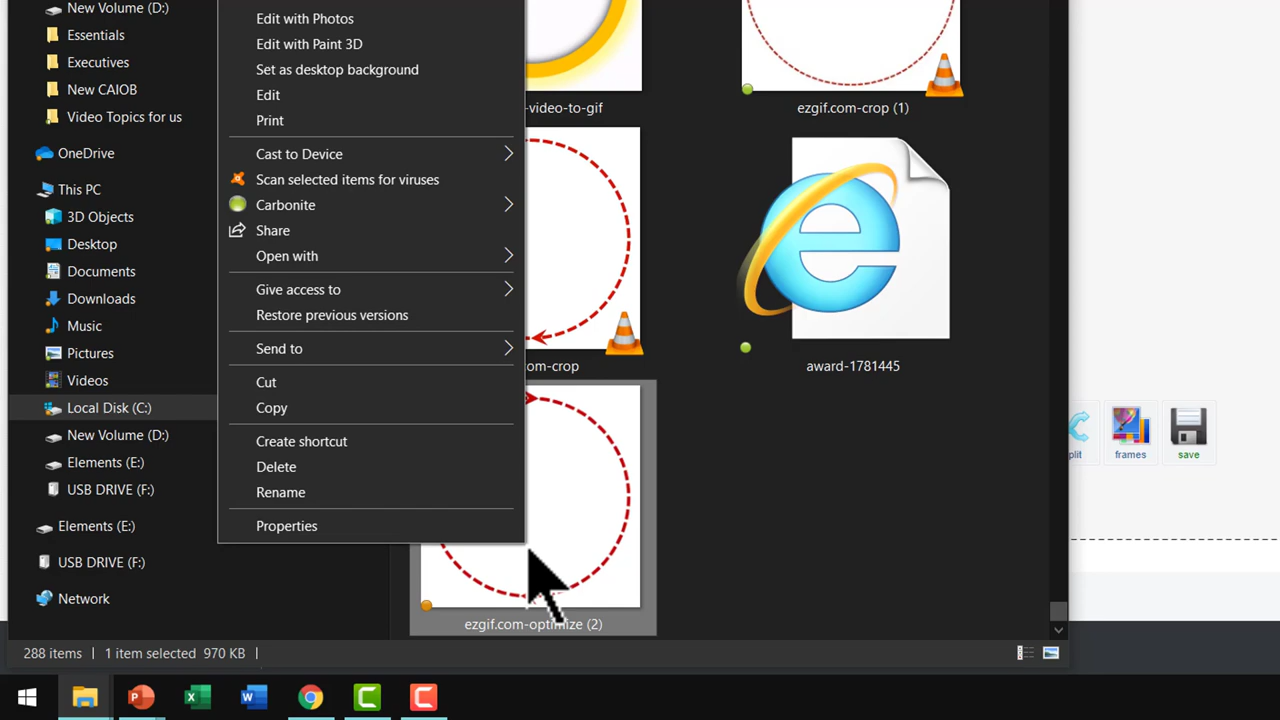 New Volume (D:)
Essentials
Executives
New CAIOB
Video Topics for us
OneDrive
This PC
3D Objects
Desktop
Documents
Downloads
Music
Pictures
Videos
Local Disk (C:)
New Volume (D:)
Elements (E:)
USB DRIVE (F:)
Elements (E:)
USB DRIVE (F:)
Network
Edit with Photos
Edit with Paint 3D
Set as desktop background
Edit
Print
Cast to Device
Scan selected items for viruses
Carbonite
Share
Open with
Give access to
Restore previous versions
Send to
Cut
Copy
Create shortcut
Delete
Rename
Properties
-video-to-gif
ezgif.com-crop (1)
om-crop
award-1781445
ezgif.com-optimize (2)
plit
frames
save
288 items
1 item selected 970 KB